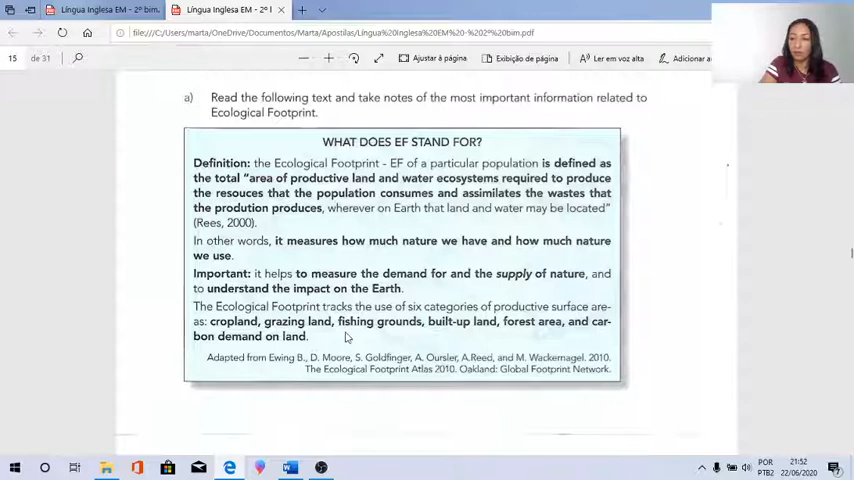 Língua Inglesa EM - 2º bim.
Língua Inglesa EM - 2º l
file:///C:/Users/marta/OneDrive/Documentos/Marta/Apostilas/Língua%20Inglesa%20EM%20-%202º%20bim.pdf
15 de 31
Ajustar à página
Exibição de página
Ler em voz alta
Adicionar a
a) Read the following text and take notes of the most important information related to
Ecological Footprint.
WHAT DOES EF STAND FOR?
Definition: the Ecological Footprint - EF of a particular population is defined as
the total “area of productive land and water ecosystems required to produce
the resouces that the population consumes and assimilates the wastes that
the prodution produces, wherever on Earth that land and water may be located”
(Rees, 2000).
In other words, it measures how much nature we have and how much nature
we use.
Important: it helps to measure the demand for and the supply of nature, and
to understand the impact on the Earth.
The Ecological Footprint tracks the use of six categories of productive surface are-
as: cropland, grazing land, fishing grounds, built-up land, forest area, and car-
bon demand on land.
Adapted from Ewing B., D. Moore, S. Goldfinger, A. Oursler, A.Reed, and M. Wackernagel. 2010.
The Ecological Footprint Atlas 2010. Oakland: Global Footprint Network.
POR
PTB2
21:52
22/06/2020